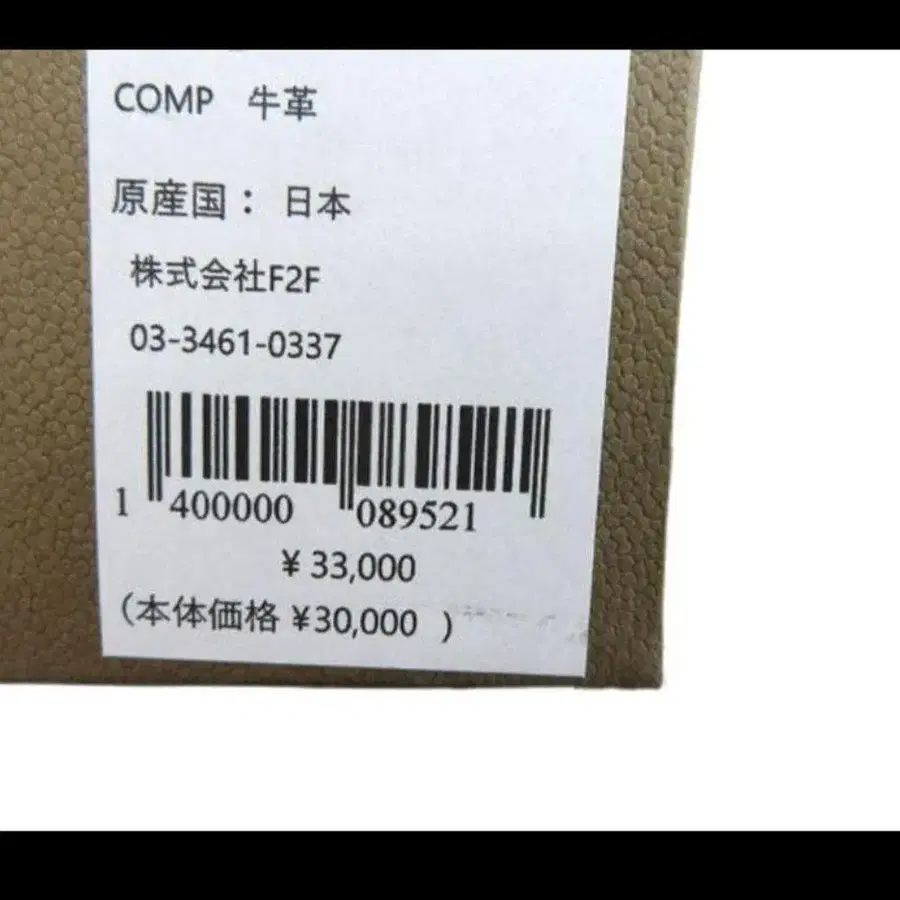 COMP 牛革
原産国： 日本
株式会社F2F
03-3461-0337
1 400000 089521
¥ 33,000
(本体価格 ¥30,000 )